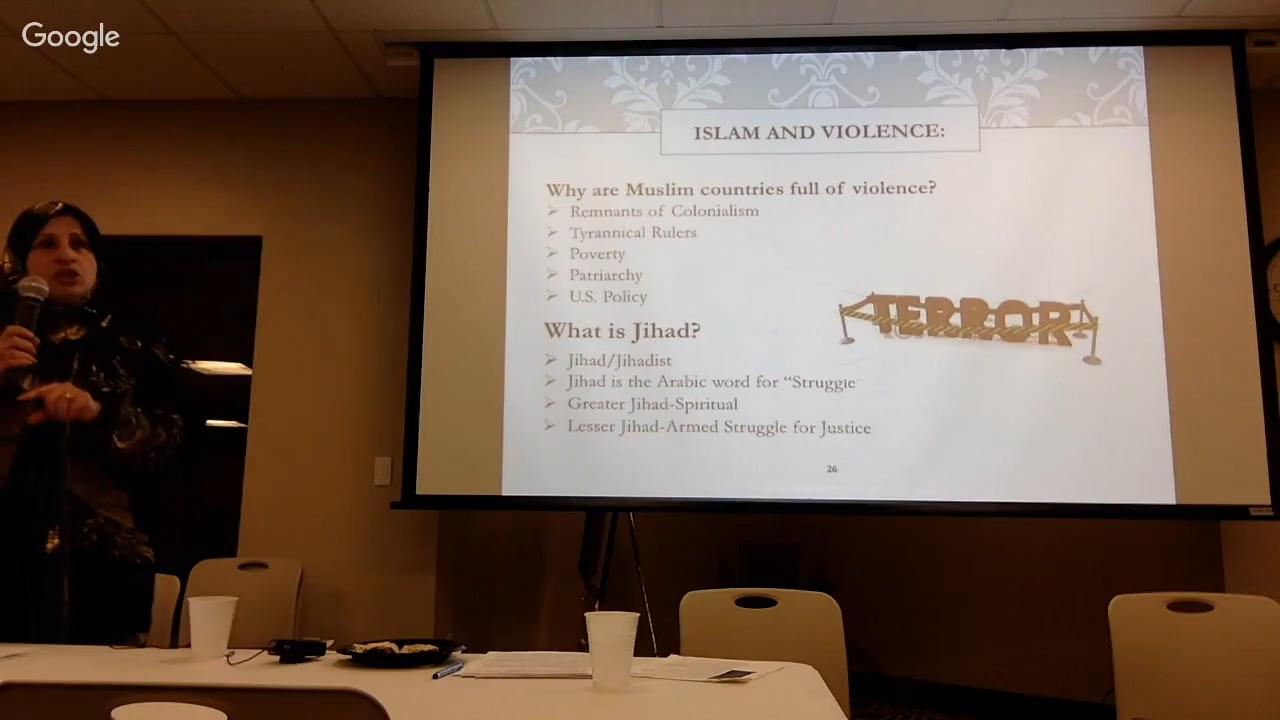 Google
ISLAM AND VIOLENCE:
Why are Muslim countries full of violence?
Remnants of Colonialism
Tyrannical Rulers
Poverty
Patriarchy
U.S. Policy
TERROR
What is Jihad?
Jihad/Jihadist
Jihad is the Arabic word for “Struggle
Greater Jihad-Spiritual
Lesser Jihad-Armed Struggle for Justice
26